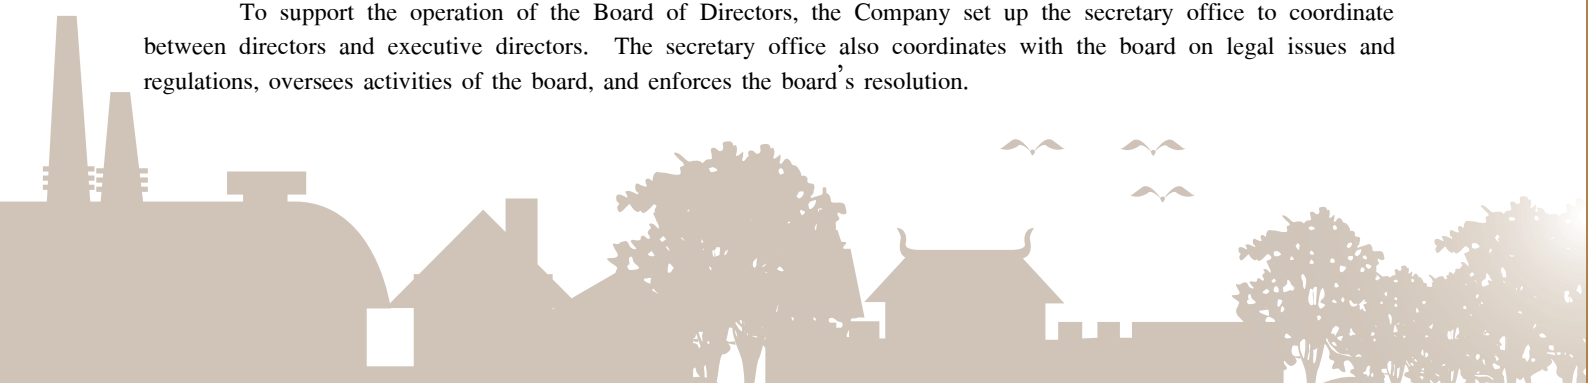 To support the operation of the Board of Directors, the Company set up the secretary office to coordinate
between directors and executive directors. The secretary office also coordinates with the board on legal issues and
regulations, oversees activities of the board, and enforces the board’s resolution.